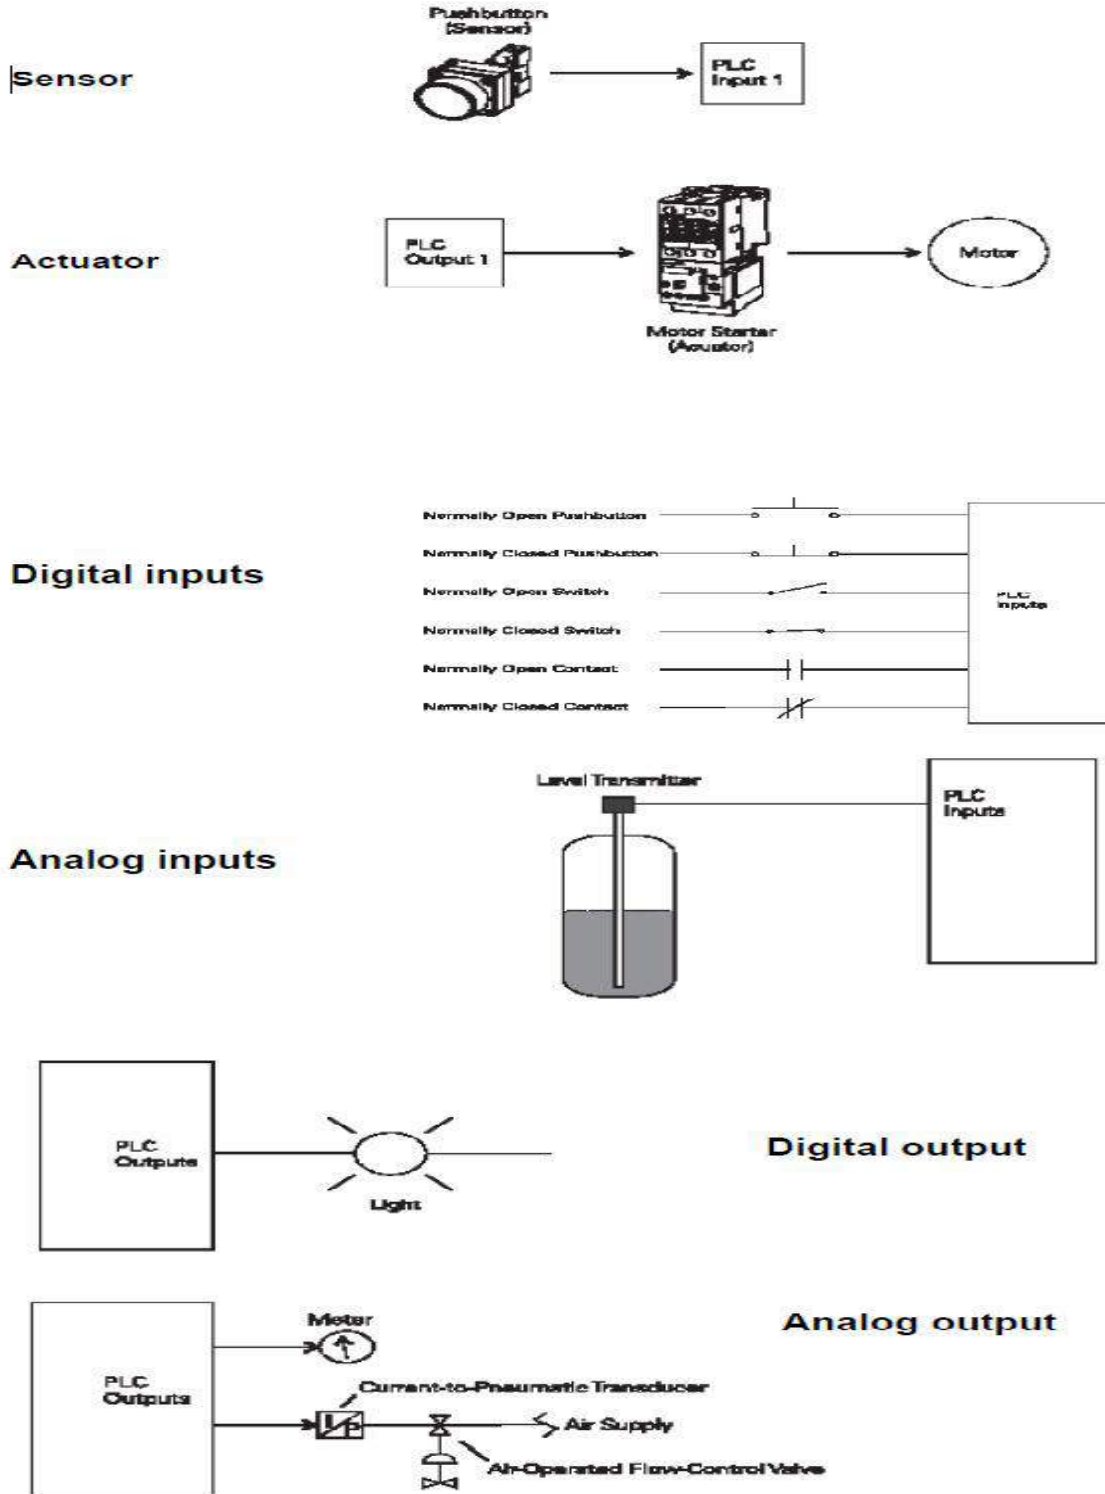 Pushbutton
(Sensor)
Sensor
PLC
Input 1
Actuator
PLC
Output 1
Motor
Motor Starter
(Acuator)
Normally Open Pushbutton
Normally Closed Pushbutton
Digital inputs
Normally Open Switch
PLC
Inputs
Normally Closed Switch
Normally Open Contact
Normally Closed Contact
Level Transmitter
PLC
Inputs
Analog inputs
PLC
Outputs
Digital output
Light
Meter
Analog output
PLC
Outputs
Current-to-Pneumatic Transducer
I
P
Air Supply
Air-Operated Flow-Control Valve